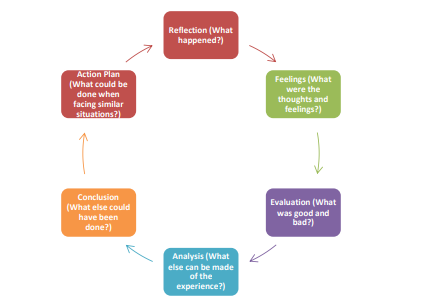 Reflection (What
happened?)
Feelings (What
were the
thoughts and
feelings?)
Evaluation (What
was good and
bad?)
Analysis (What
else can be made
of the
experience?)
Conclusion
(What else could
have been
done?)
Action Plan
(What could be
done when
facing similar
situations?)